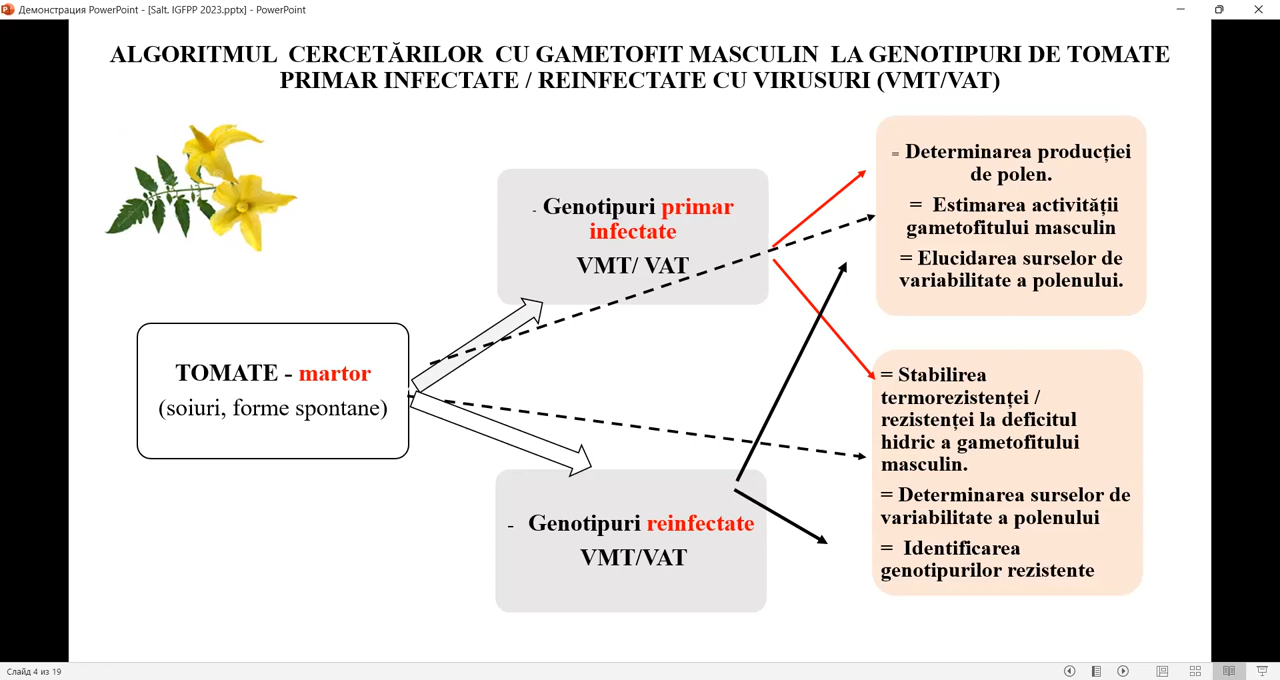 Демонстрация PowerPoint - [Salt. IGFPP 2023.pptx] - PowerPoint
ALGORITMUL CERCETĂRILOR CU GAMETOFIT MASCULIN LA GENOTIPURI DE TOMATE
PRIMAR INFECTATE / REINFECTATE CU VIRUSURI (VMT/VAT)
TOMATE - martor
(soiuri, forme spontane)
- Genotipuri primar
infectate
VMT/ VAT
- Genotipuri reinfectate
VMT/VAT
= Determinarea producției
de polen.
= Estimarea activității
gametofitului masculin
= Elucidarea surselor de
variabilitate a polenului.
= Stabilirea
termorezistenței /
rezistenței la deficitul
hidric a gametofitului
masculin.
= Determinarea surselor de
variabilitate a polenului
= Identificarea
genotipurilor rezistente
Слайд 4 из 19